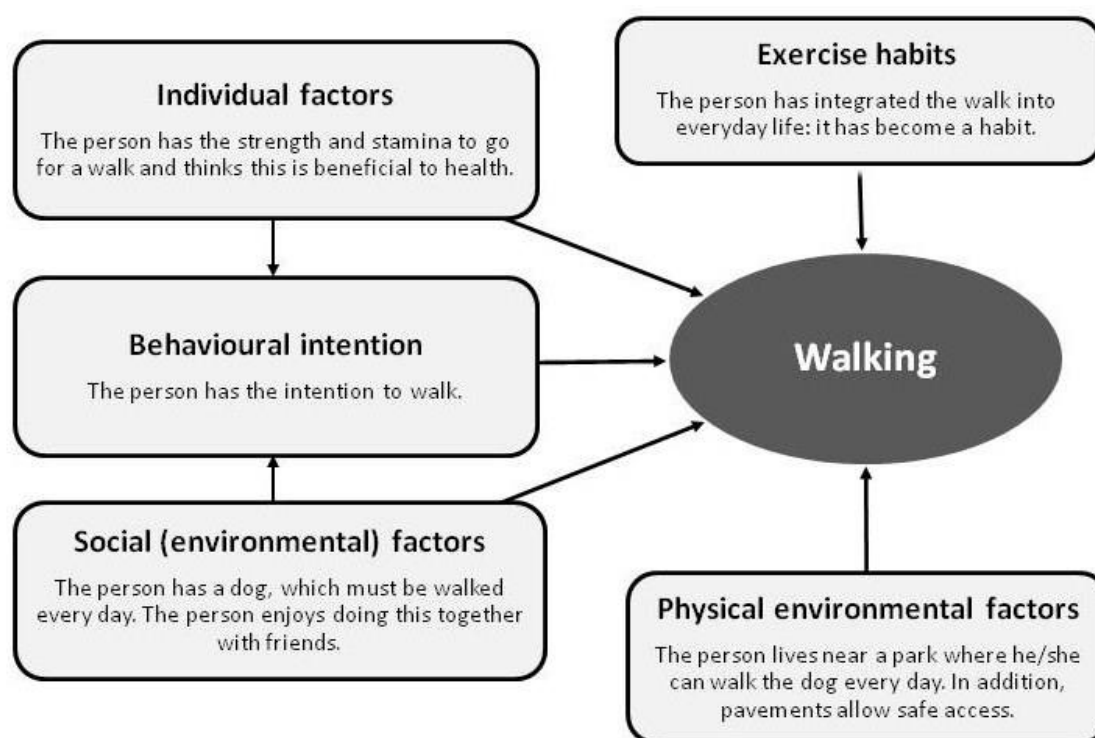 Individual factors
The person has the strength and stamina to go
for a walk and thinks this is beneficial to health.
Exercise habits
The person has integrated the walk into
everyday life: it has become a habit.
Behavioural intention
The person has the intention to walk.
Walking
Social (environmental) factors
The person has a dog, which must be walked
every day. The person enjoys doing this together
with friends.
Physical environmental factors
The person lives near a park where he/she
can walk the dog every day. In addition,
pavements allow safe access.